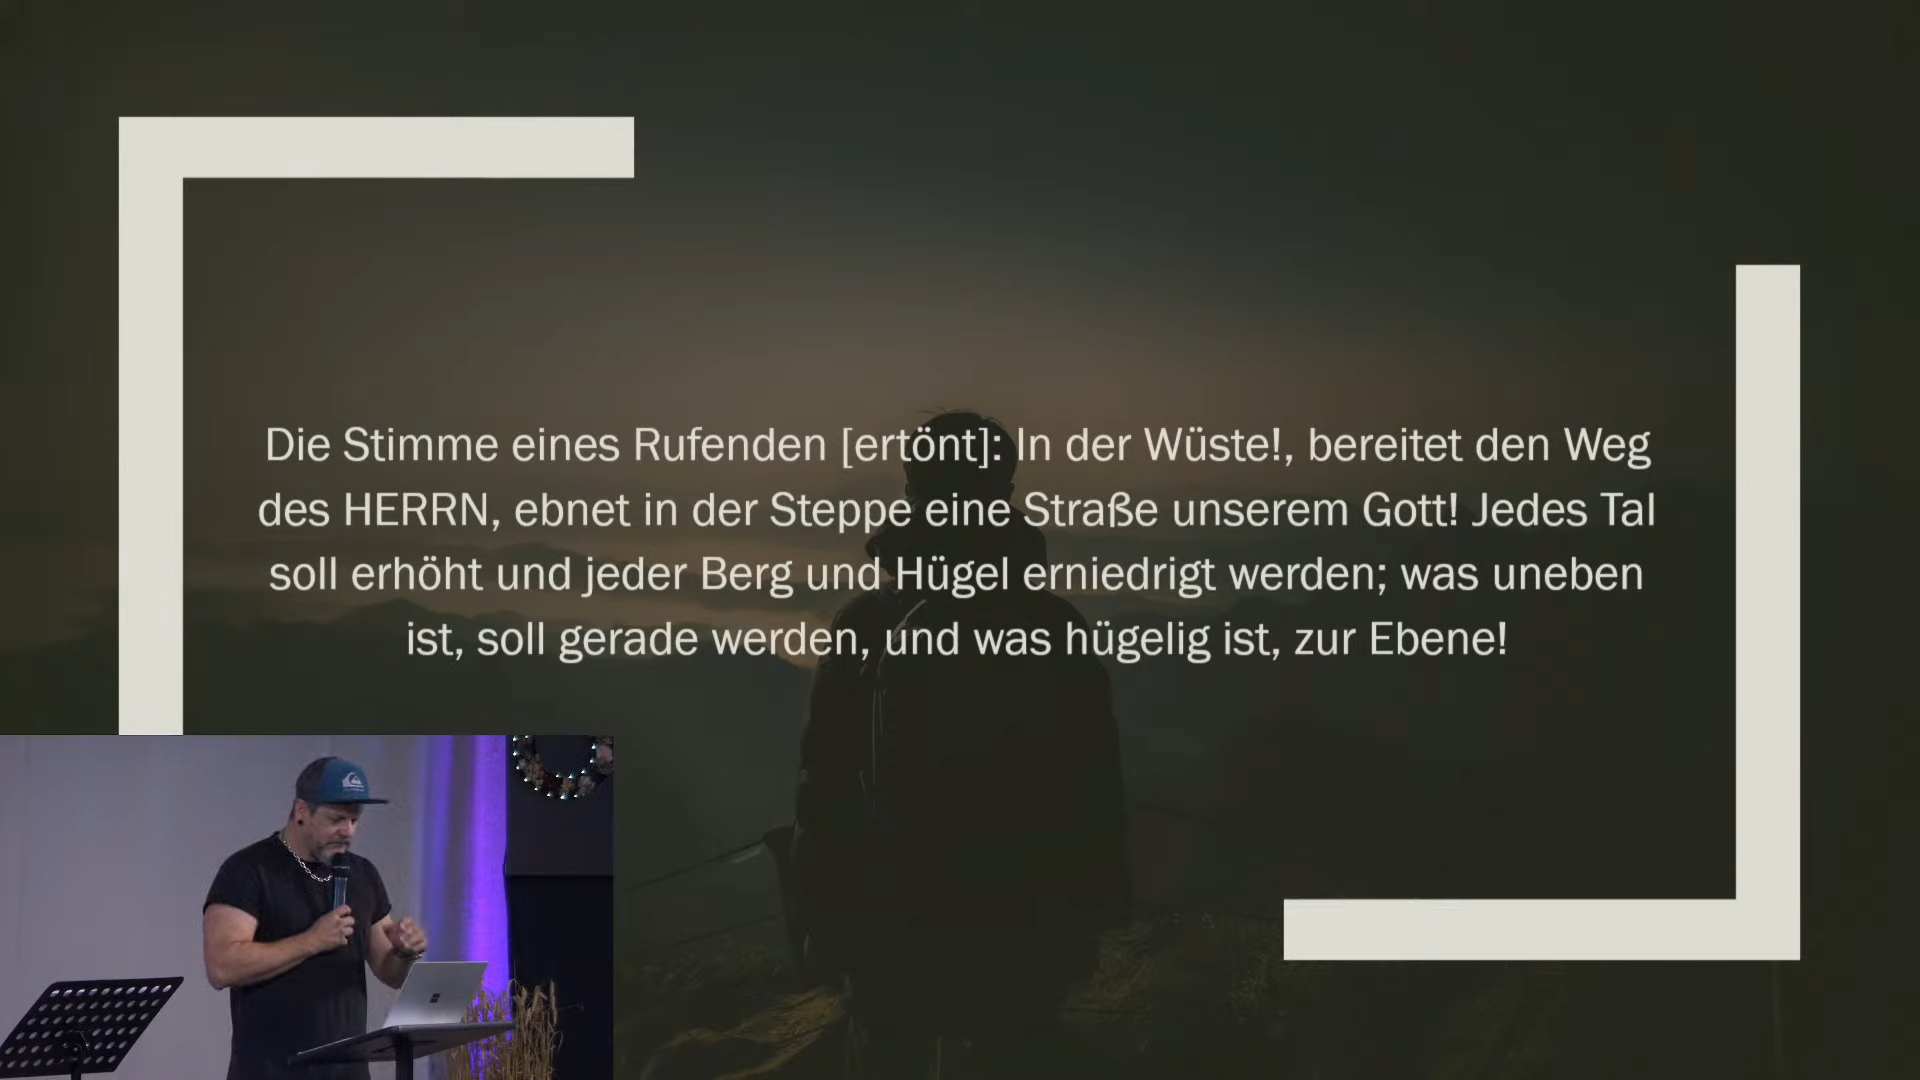 Die Stimme eines Rufenden [ertönt]: In der Wüste!, bereitet den Weg
des HERRN, ebnet in der Steppe eine Straße unserem Gott! Jedes Tal
soll erhöht und jeder Berg und Hügel erniedrigt werden; was uneben
ist, soll gerade werden, und was hügelig ist, zur Ebene!